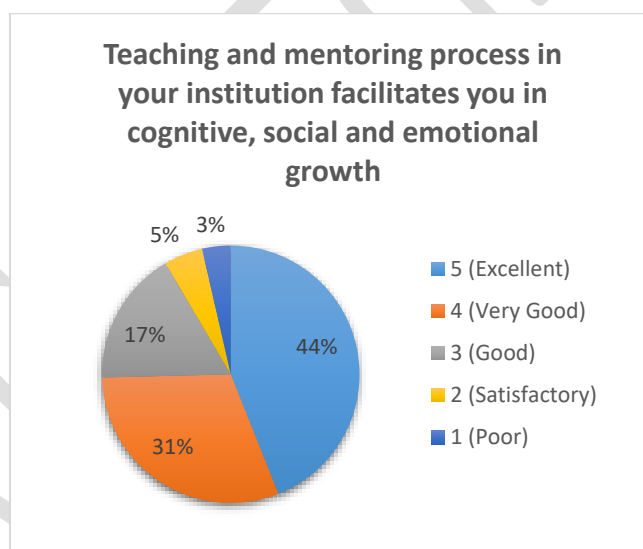 Teaching and mentoring process in
your institution facilitates you in
cognitive, social and emotional
growth
3%
5%
17%
44%
31%
5 (Excellent)
4 (Very Good)
3 (Good)
2 (Satisfactory)
1 (Poor)